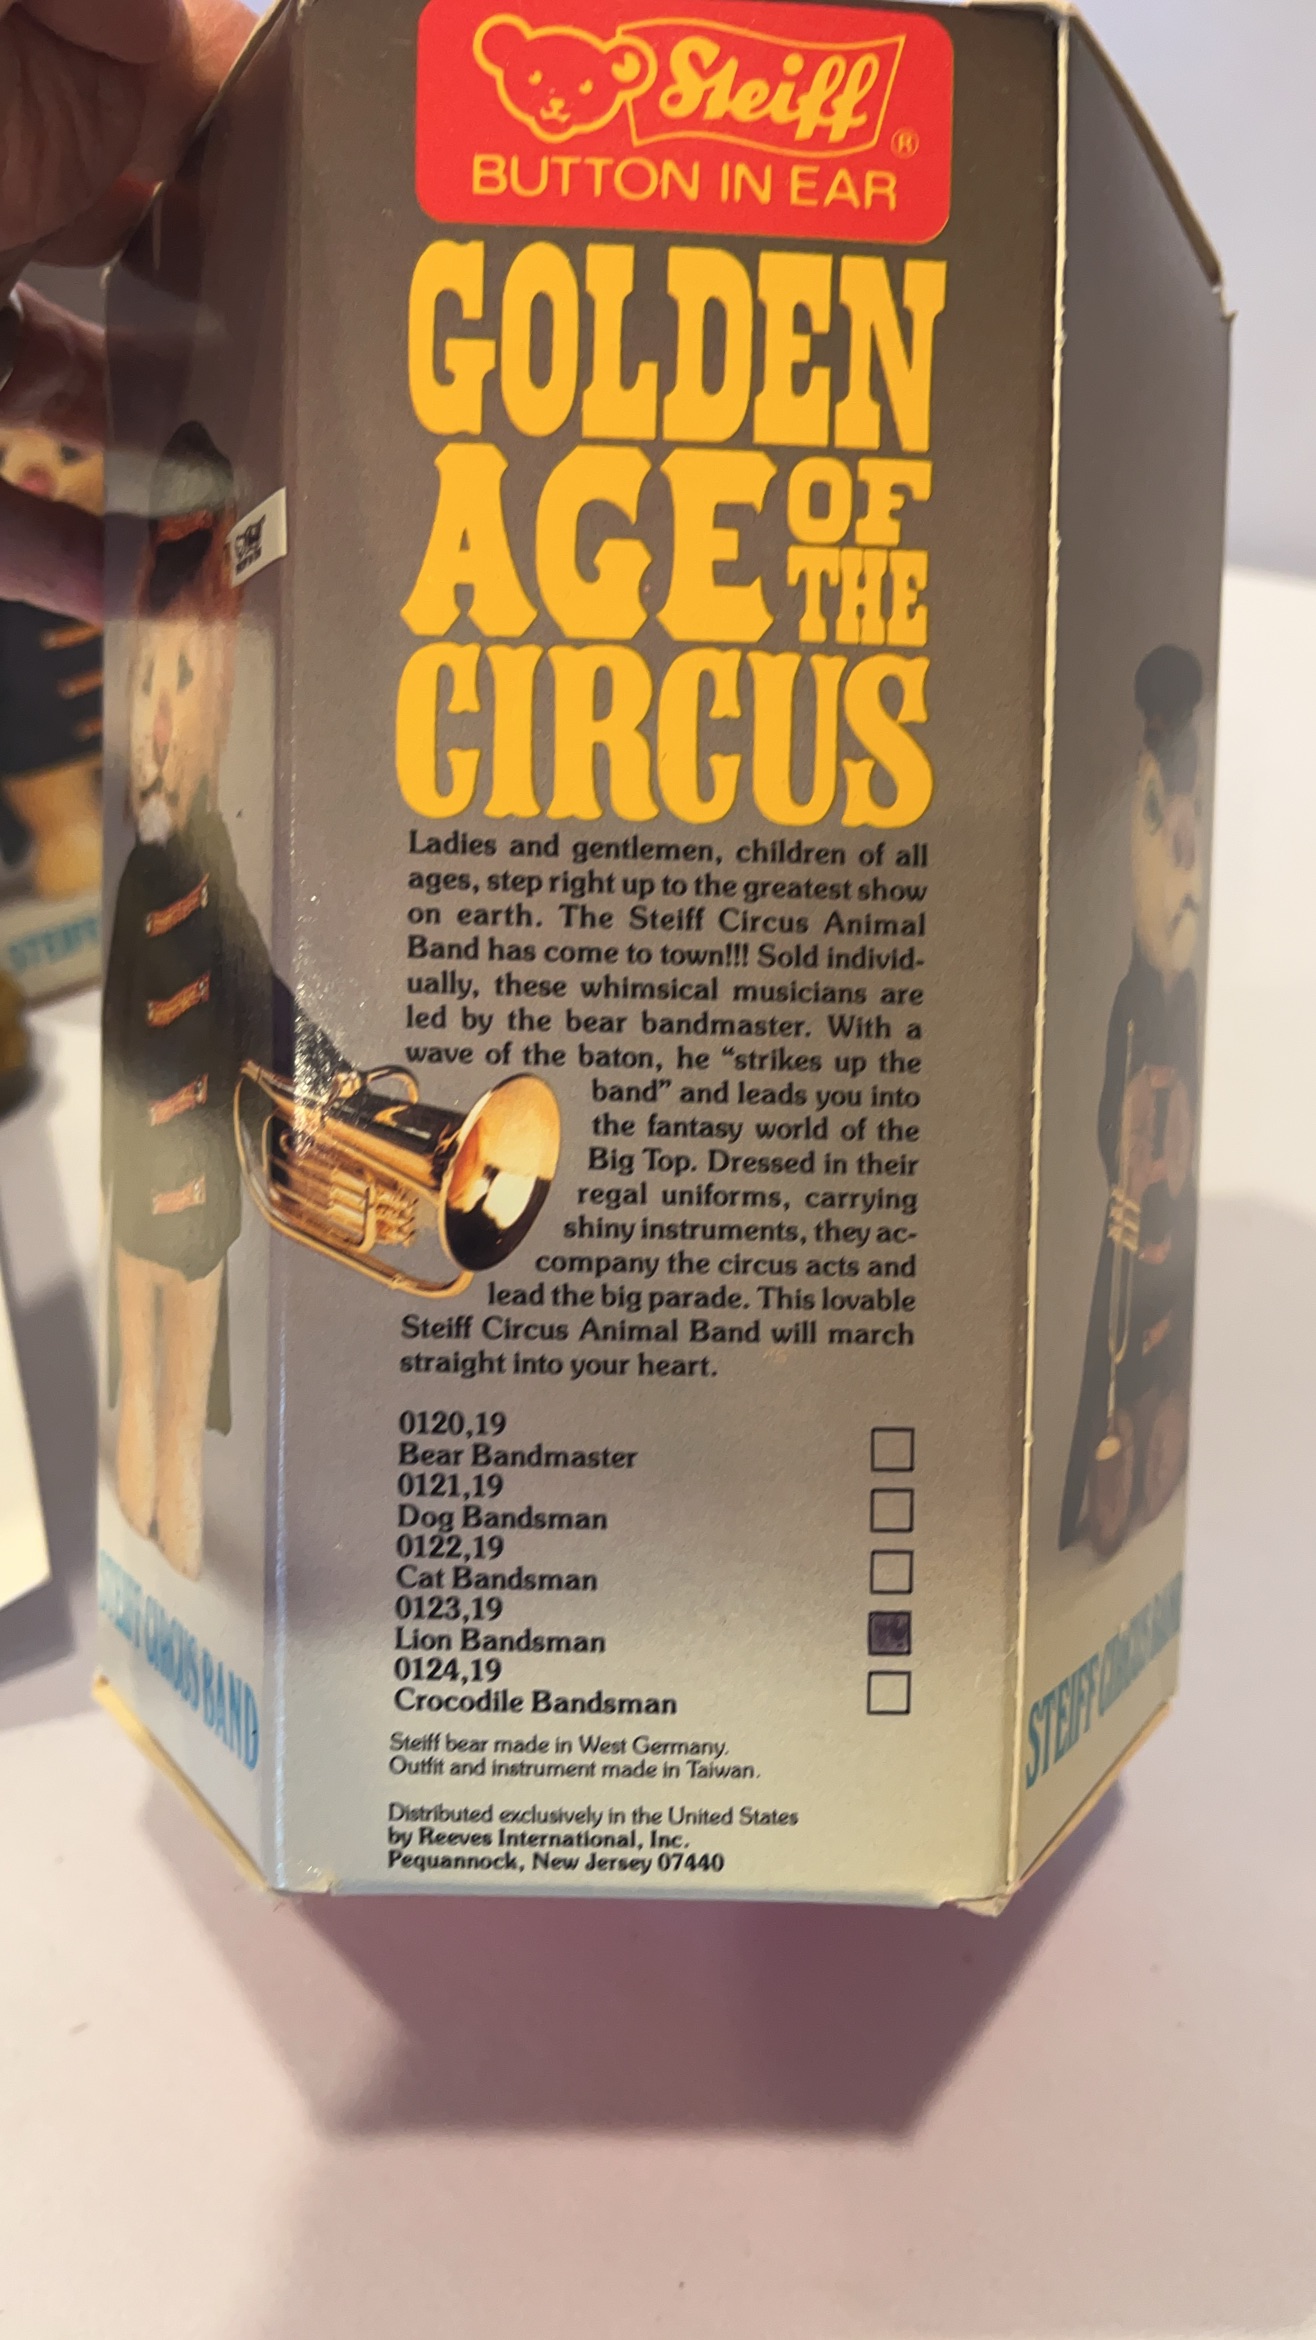 Steiff ®
BUTTON IN EAR
GOLDEN
AGE OF
THE
CIRCUS
Ladies and gentlemen, children of all
ages, step right up to the greatest show
on earth. The Steiff Circus Animal
Band has come to town!!! Sold individ-
ually, these whimsical musicians are
led by the bear bandmaster. With a
wave of the baton, he “strikes up the
band” and leads you into
the fantasy world of the
Big Top. Dressed in their
regal uniforms, carrying
shiny instruments, they ac-
company the circus acts and
lead the big parade. This lovable
Steiff Circus Animal Band will march
straight into your heart.
0120,19
Bear Bandmaster
0121,19
Dog Bandsman
0122,19
Cat Bandsman
0123,19
Lion Bandsman
0124,19
Crocodile Bandsman
Steiff bear made in West Germany.
Outfit and instrument made in Taiwan.
Distributed exclusively in the United States
by Reeves International, Inc.
Pequannock, New Jersey 07440
STEIFF CIRCUS BAND
STEIFF CIRCUS BAND
STEIFF